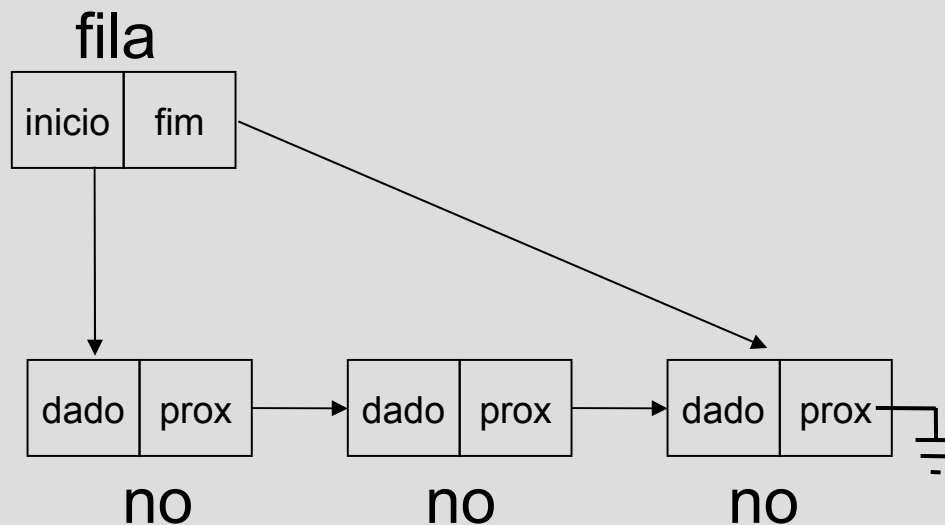 fila
inicio fim
dado prox dado prox dado prox
no no no